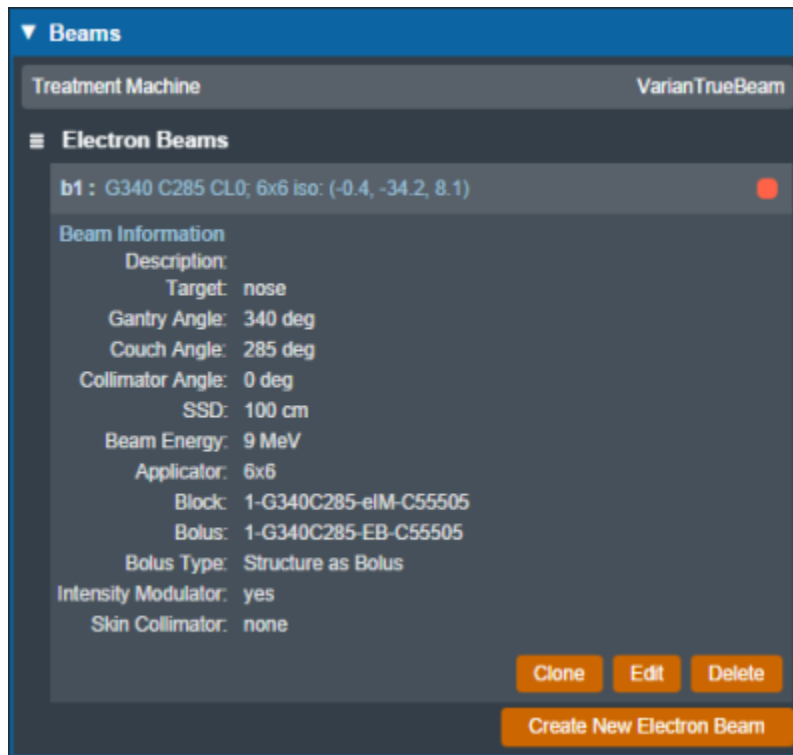 Beams
Treatment Machine VarianTrueBeam
Electron Beams
b1 : G340 C285 CL0; 6x6 iso: (-0.4, -34.2, 8.1)
Beam Information
Description:
Target: nose
Gantry Angle: 340 deg
Couch Angle: 285 deg
Collimator Angle: 0 deg
SSD: 100 cm
Beam Energy: 9 MeV
Applicator: 6x6
Block: 1-G340C285-eIM-C55505
Bolus: 1-G340C285-EB-C55505
Bolus Type: Structure as Bolus
Intensity Modulator: yes
Skin Collimator: none
Clone Edit Delete
Create New Electron Beam